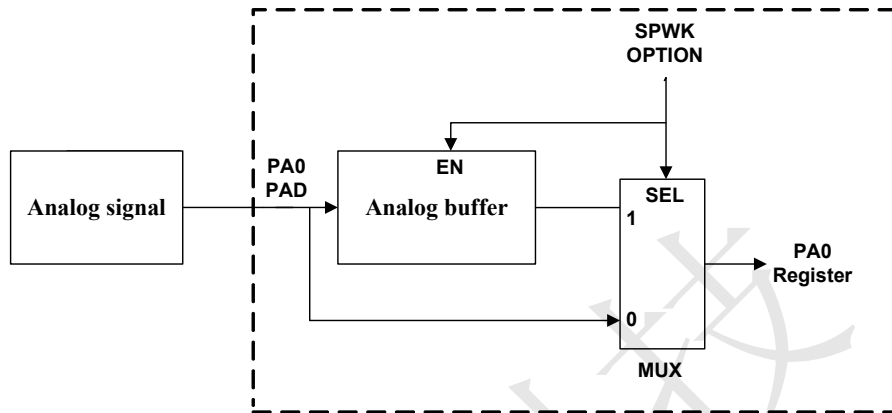 SPWK
OPTION
PA0
PAD
EN
Analog signal
Analog buffer
SEL
1
PA0
Register
0
MUX